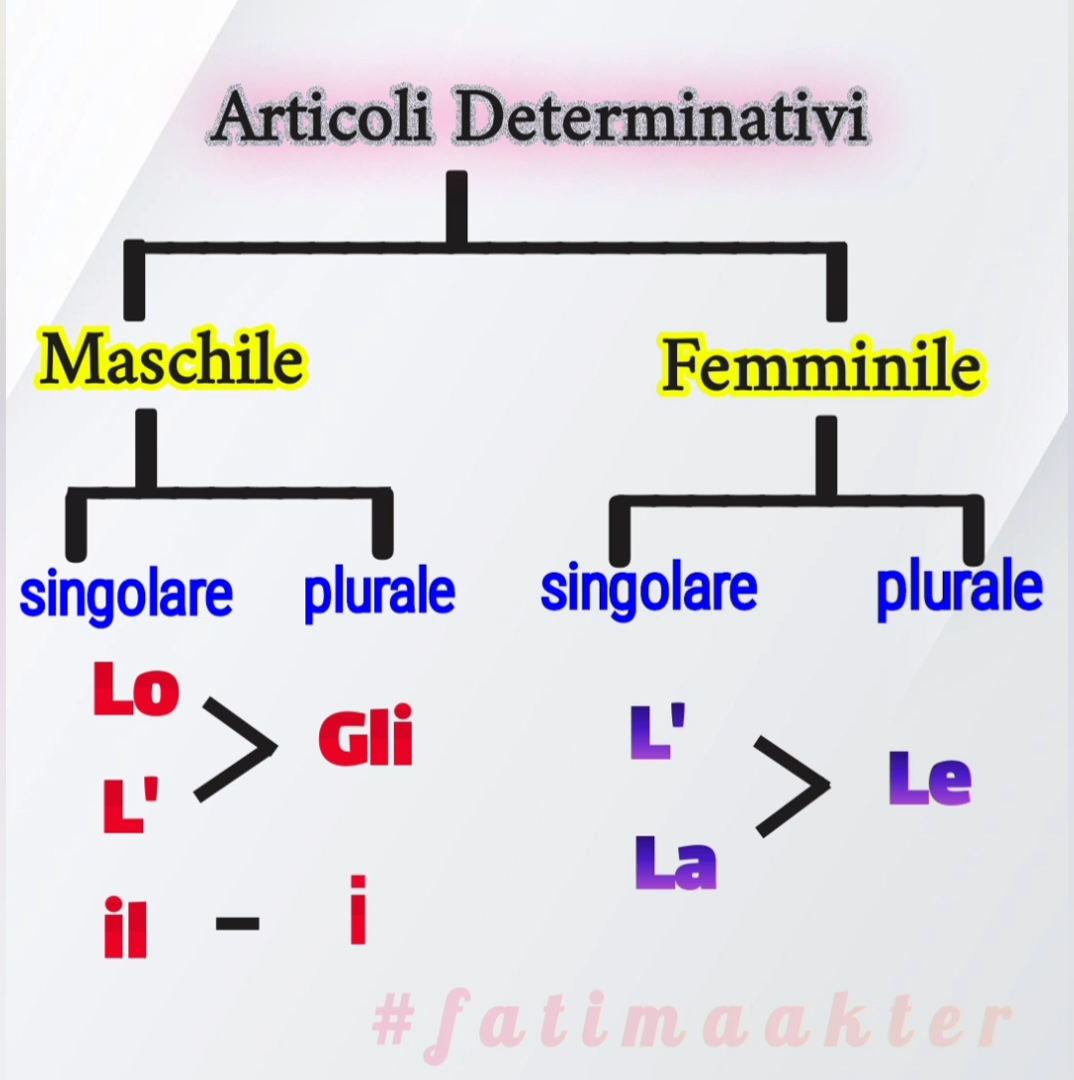 Articoli Determinativi
Maschile Femminile
singolare plurale singolare plurale
Lo > Gli
L'
il – i
L' > Le
La
#fatimaakter